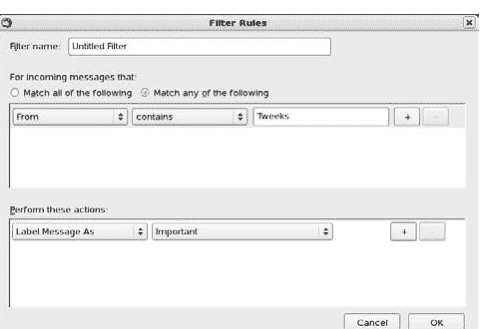 Filter Rules
Filter name: Untitled Filter
For incoming messages that:
Match all of the following Match any of the following
From contains Tweeks + -
Perform these actions:
Label Message As Important + -
Cancel OK